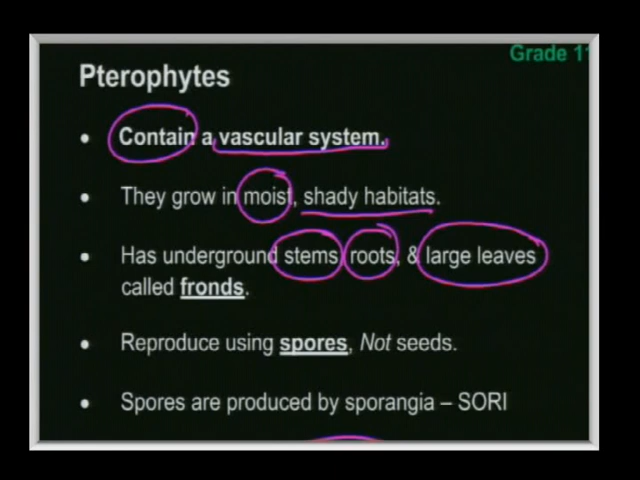 Grade 11
Pterophytes
• Contain a vascular system.
• They grow in moist, shady habitats.
• Has underground stems, roots, & large leaves
called fronds.
• Reproduce using spores, Not seeds.
• Spores are produced by sporangia – SORI